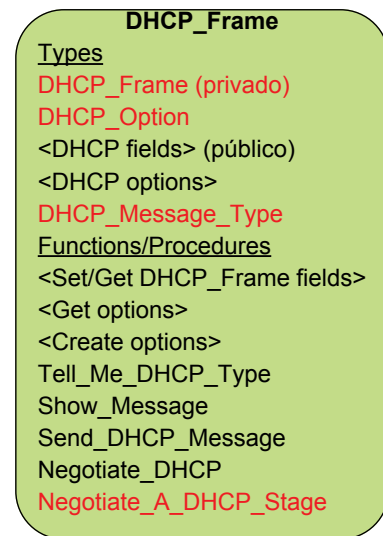 DHCP_Frame
Types
DHCP_Frame (privado)
DHCP_Option
<DHCP fields> (público)
<DHCP options>
DHCP_Message_Type
Functions/Procedures
<Set/Get DHCP_Frame fields>
<Get options>
<Create options>
Tell_Me_DHCP_Type
Show_Message
Send_DHCP_Message
Negotiate_DHCP
Negotiate_A_DHCP_Stage